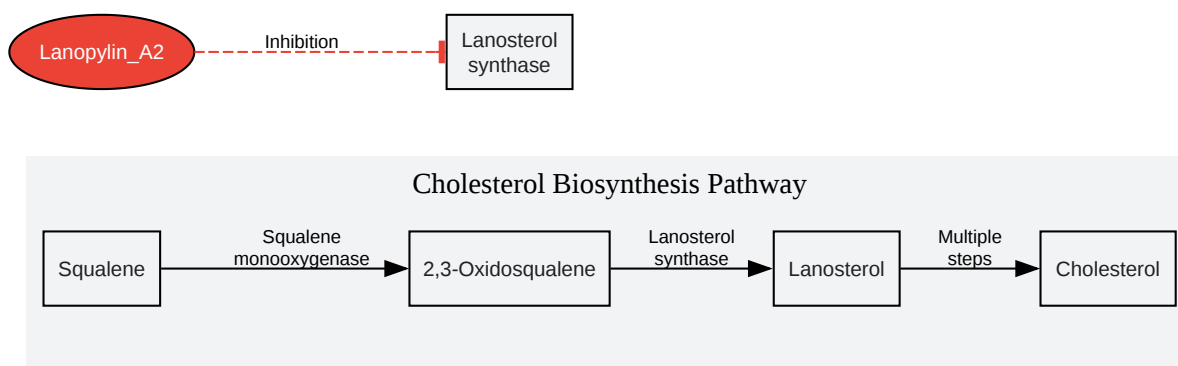 Lanopylin_A2
Inhibition
Lanosterol
synthase
Cholesterol Biosynthesis Pathway
Squalene
Squalene
monooxygenase
2,3-Oxidosqualene
Lanosterol
synthase
Lanosterol
Multiple
steps
Cholesterol